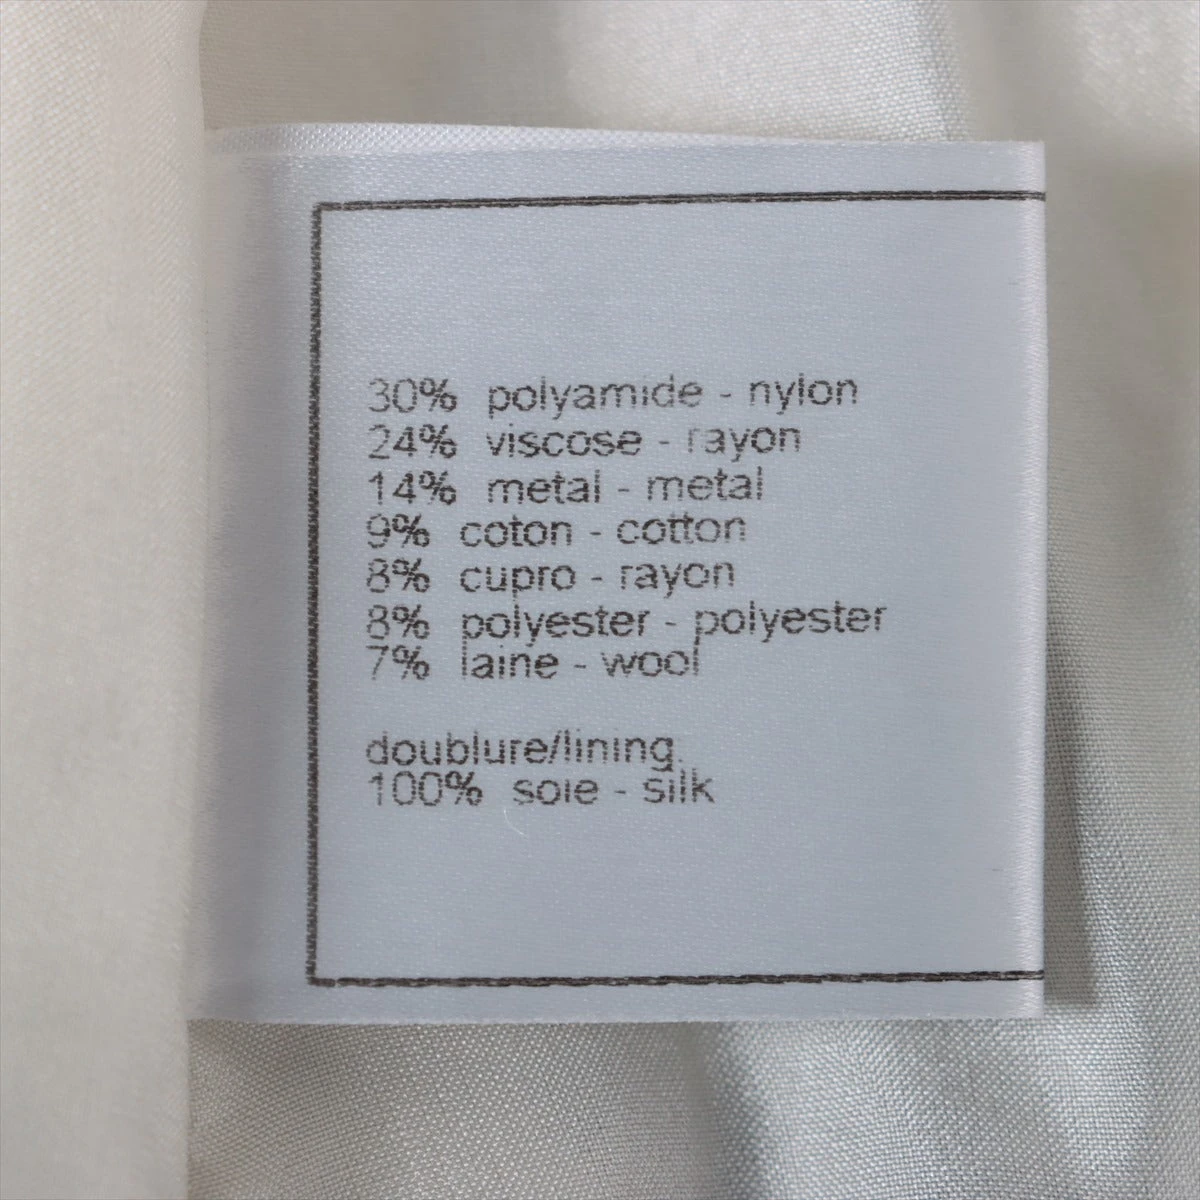 30% polyamide - nylon
24% viscose - rayon
14% metal - metal
9% coton - cotton
8% cupro - rayon
8% polyester - polyester
7% laine - wool
doublure/lining.
100% soie - silk